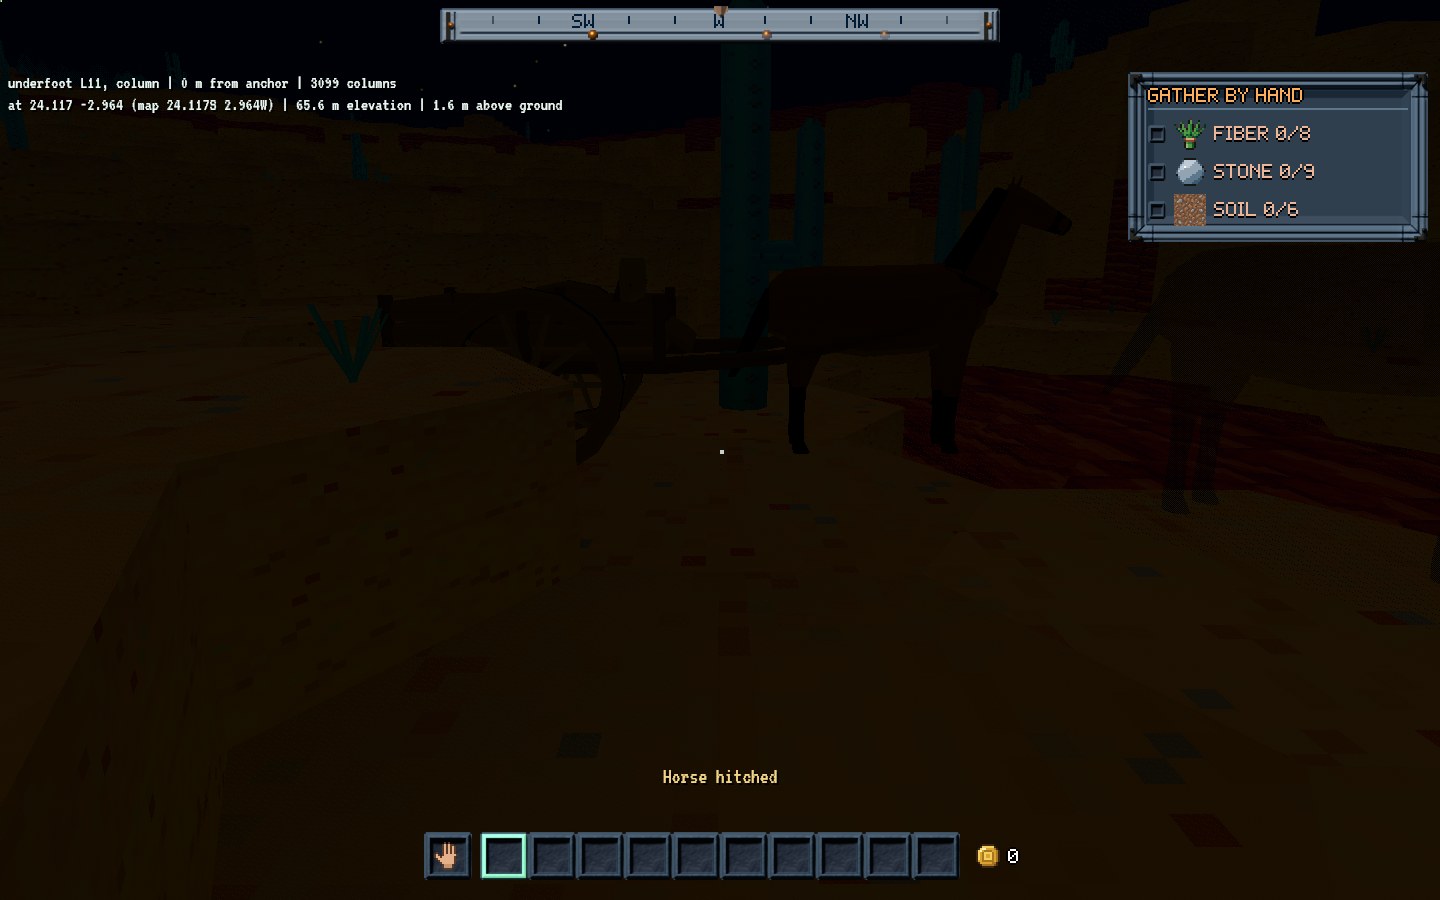 SW W NW
underfoot L11, column | 0 m from anchor | 3099 columns
at 24.117 -2.964 (map 24.117S 2.964W) | 65.6 m elevation | 1.6 m above ground
GATHER BY HAND
FIBER 0/8
STONE 0/9
SOIL 0/6
Horse hitched
0